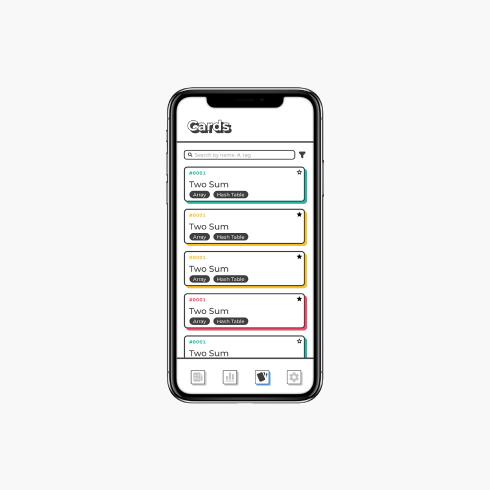 Cards
Search by name, #, tag
#0001
Two Sum
Array Hash Table
#0001
Two Sum
Array Hash Table
#0001
Two Sum
Array Hash Table
#0001
Two Sum
Array Hash Table
#0001
Two Sum